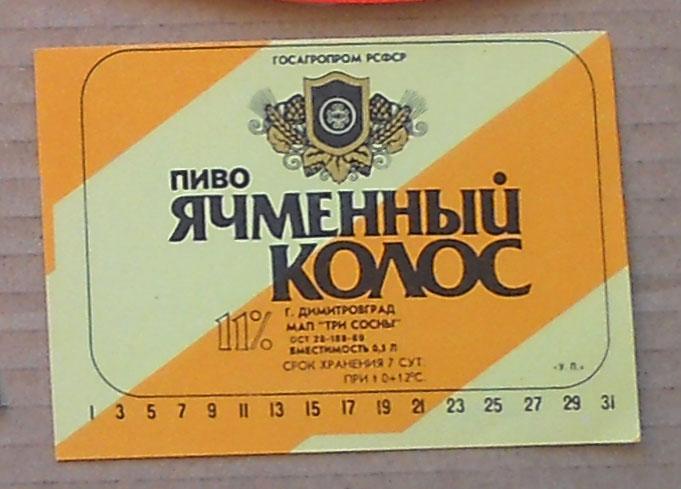 ГОСАГРОПРОМ РСФСР
ПИВО
ЯЧМЕННЫЙ
КОЛОС
11%
Г. ДИМИТРОВГРАД
МАП "ТРИ СОСНЫ"
ОСТ 28-188-69
ВМЕСТИМОСТЬ 0,5 Л
СРОК ХРАНЕНИЯ 7 СУТ.
ПРИ t 0+12°С.
«У. П.»
1 3 5 7 9 11 13 15 17 19 21 23 25 27 29 31